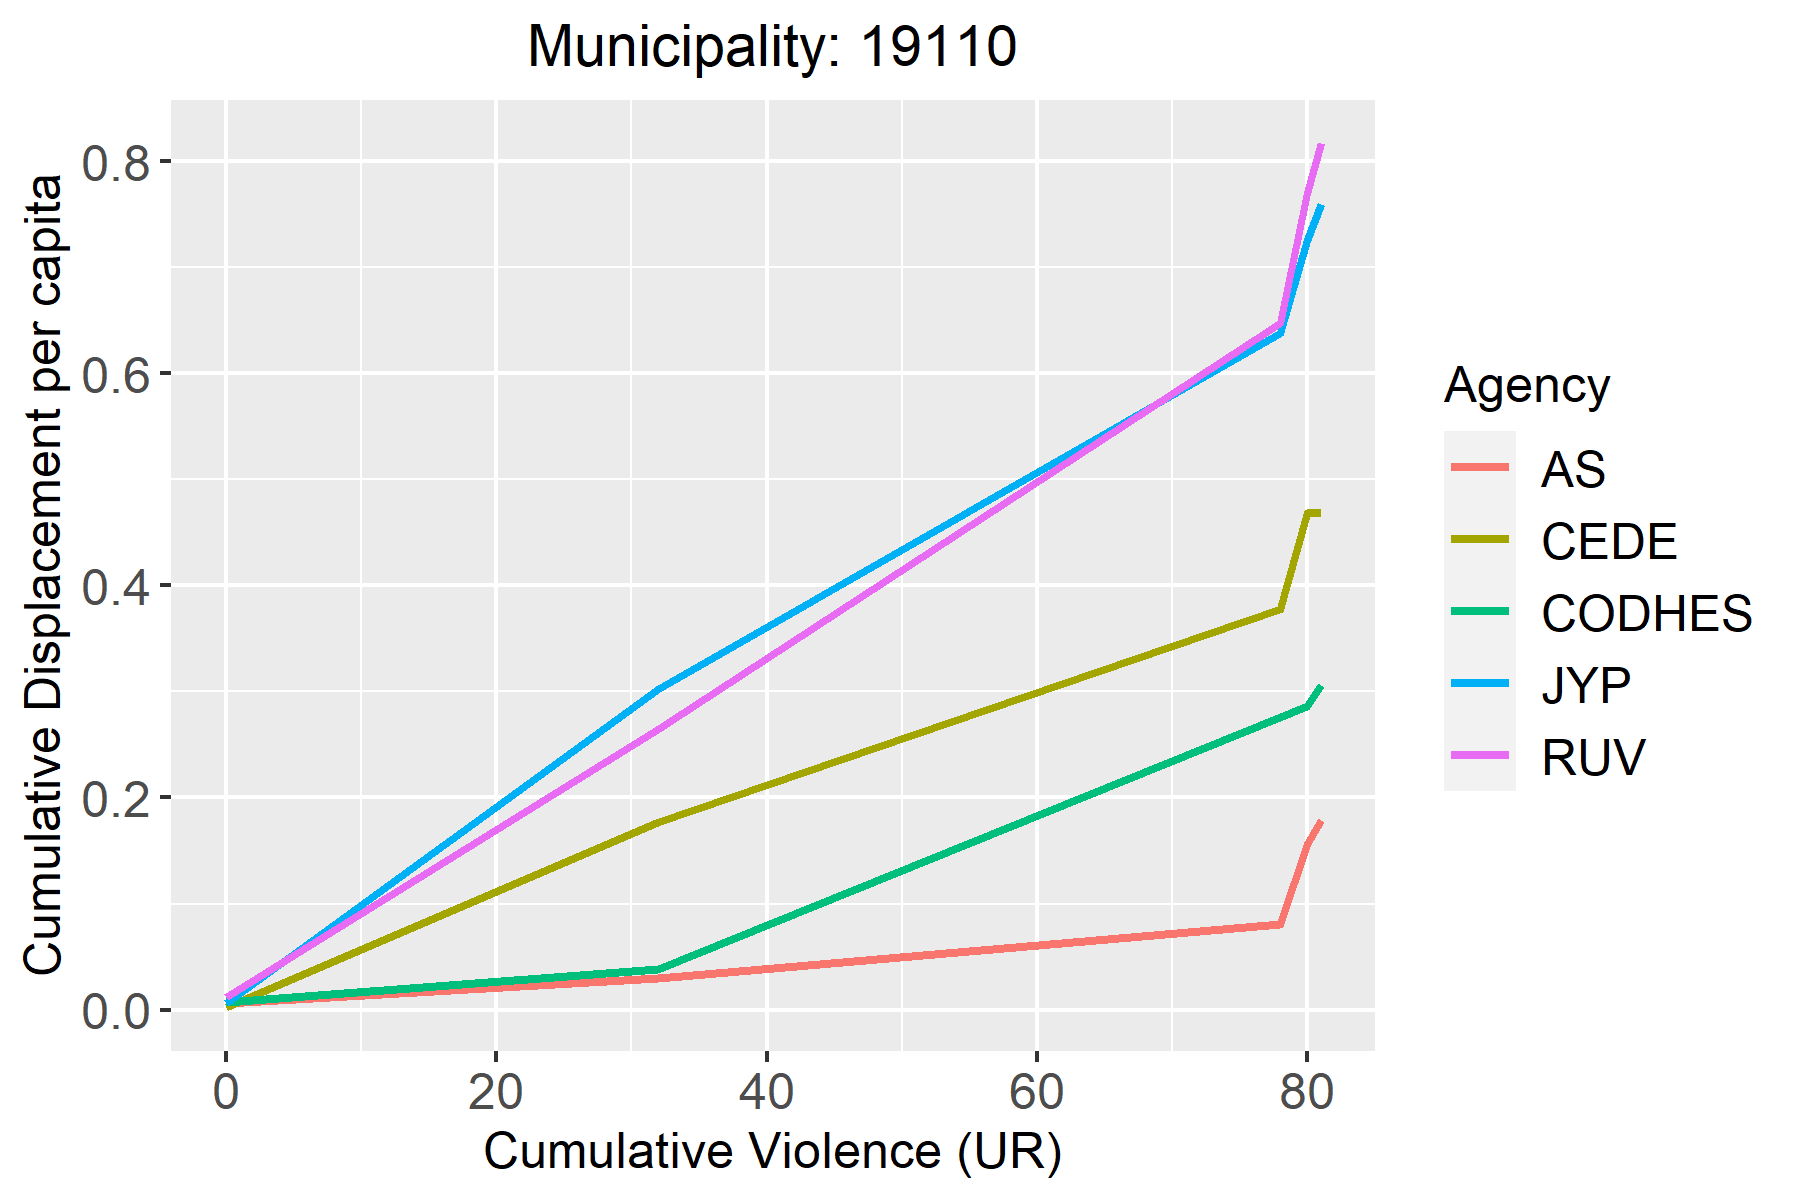 Municipality: 19110
Cumulative Displacement per capita
0.8
0.6
0.4
0.2
0.0
0
20
40
60
80
Cumulative Violence (UR)
Agency
AS
CEDE
CODHES
JYP
RUV